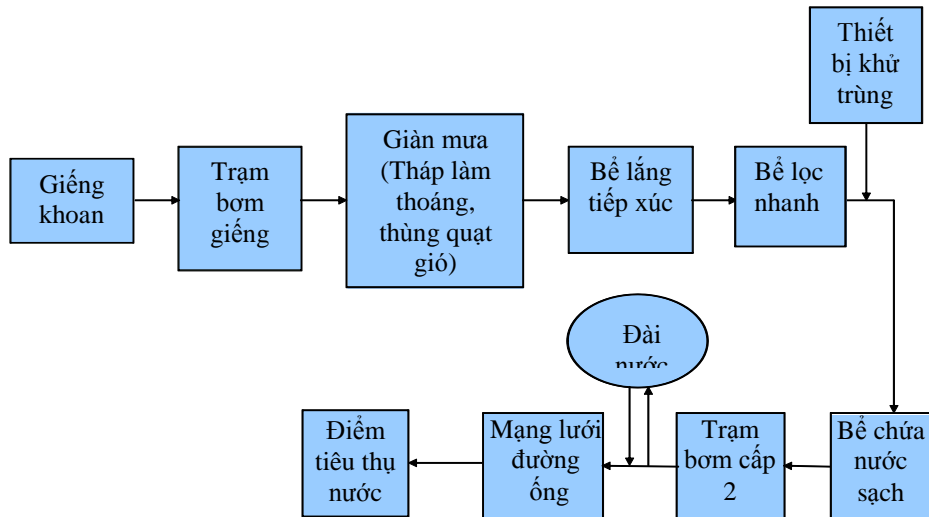 Thiết
bị khử
trùng
Giếng
khoan
Trạm
bơm
giếng
Giàn mưa
(Tháp làm
thoáng,
thùng quạt
gió)
Bể lắng
tiếp xúc
Bể lọc
nhanh
Đài
nước
Điểm
tiêu thụ
nước
Mạng lưới
đường
ống
Trạm
bơm cấp
2
Bể chứa
nước
sạch